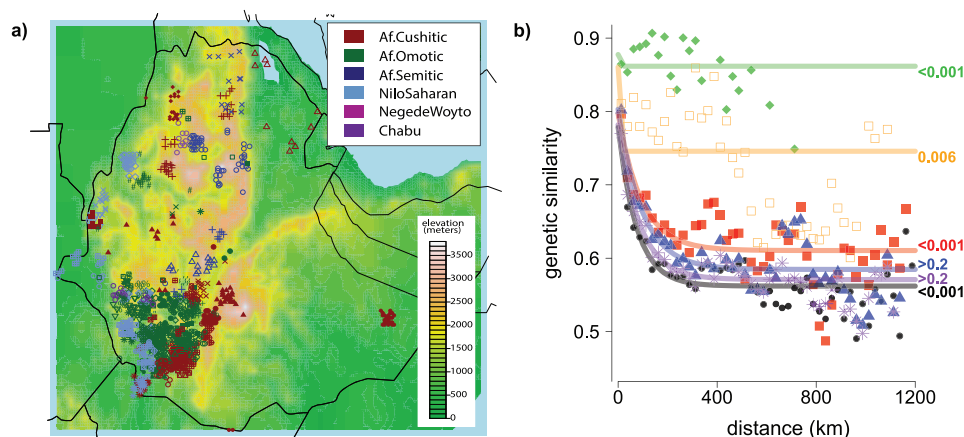 a)
Af.Cushitic
Af.Omotic
Af.Semitic
NiloSaharan
NegedeWoyto
Chabu
elevation
(meters)
3500
3000
2500
2000
1500
1000
500
0
b)
genetic similarity
0.9
0.8
0.7
0.6
0.5
<0.001
0.006
<0.001
>0.2
>0.2
<0.001
0
400
800
1200
distance (km)